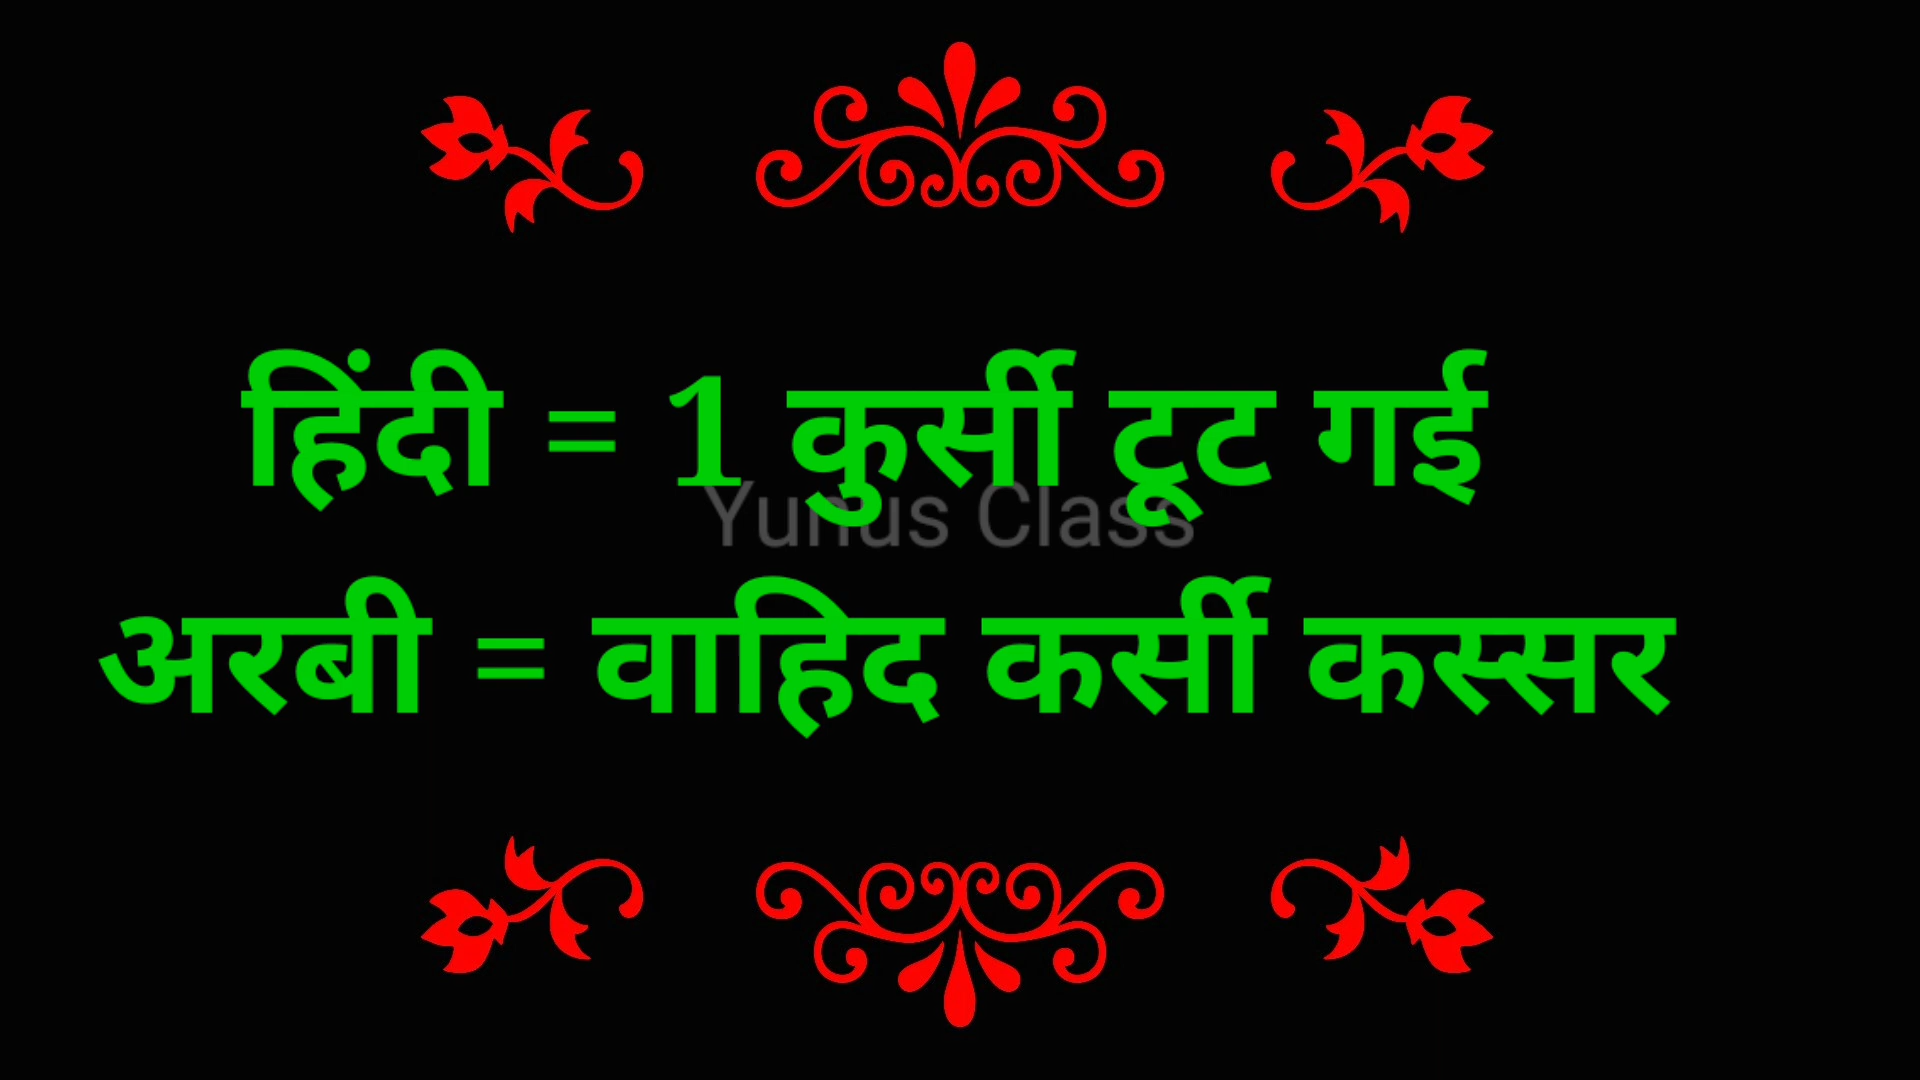 हिंदी = 1 कुर्सी टूट गई
Yunus Class
अरबी = वाहिद कर्सी कस्सर